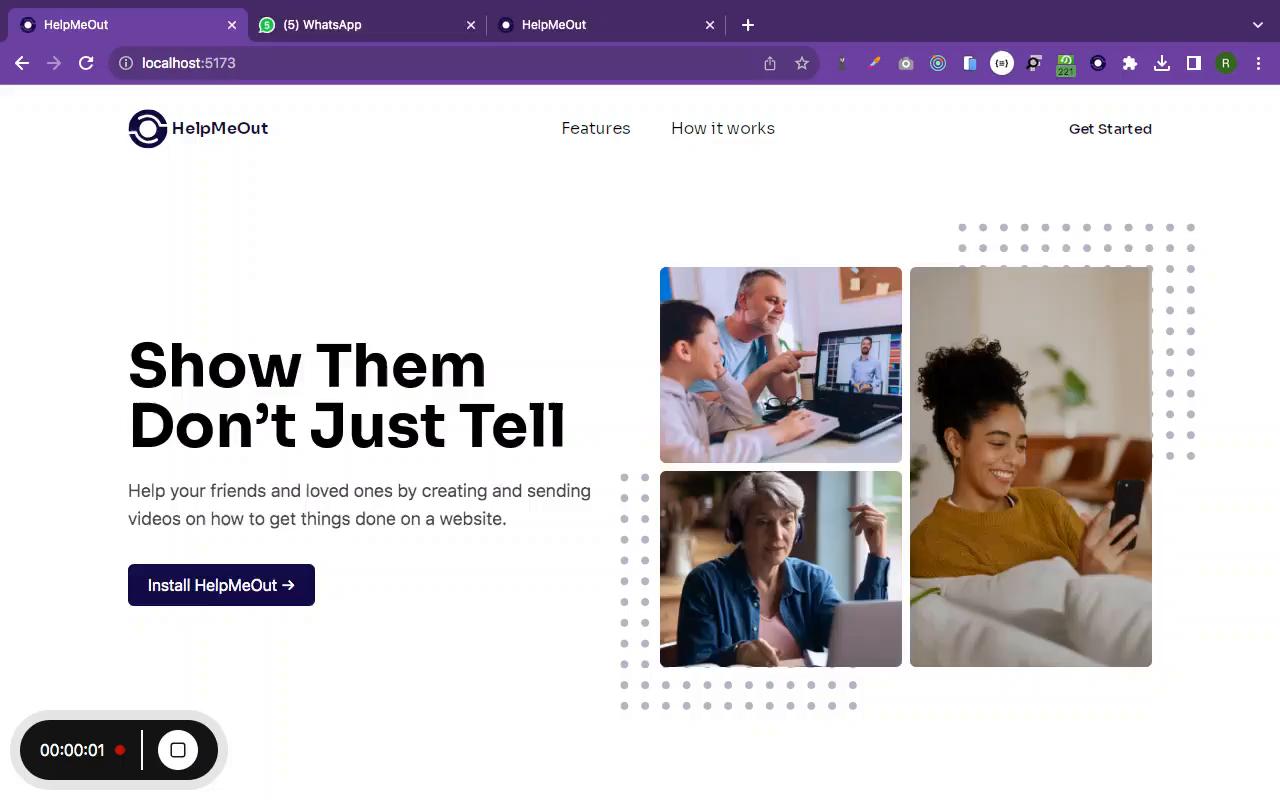 HelpMeOut
5 (5) WhatsApp
HelpMeOut
localhost:5173
{=}
221
R
HelpMeOut
Features
How it works
Get Started
Show Them
Don’t Just Tell
Help your friends and loved ones by creating and sending
videos on how to get things done on a website.
Install HelpMeOut →
00:00:01